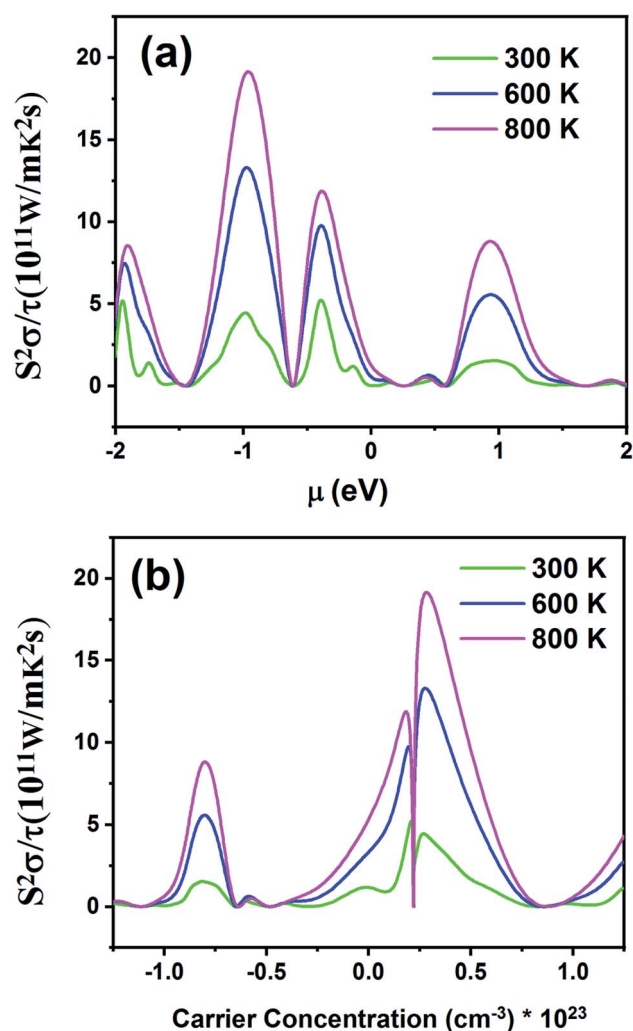 (a)
300 K
600 K
800 K
20
15
10
5
0
S²σ/τ(10¹¹W/mK²s)
-2
-1
0
1
2
μ (eV)
(b)
300 K
600 K
800 K
20
15
10
5
0
S²σ/τ(10¹¹W/mK²s)
-1.0
-0.5
0.0
0.5
1.0
Carrier Concentration (cm⁻³) * 10²³